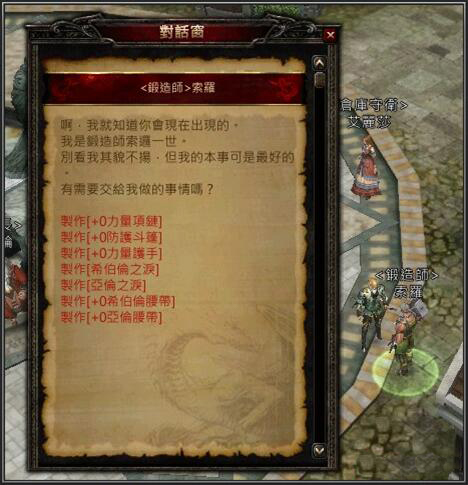 對話窗
<鍛造師>索羅
啊，我就知道你會現在出現的。
我是鍛造師索邏一世。
別看我其貌不揚，但我的本事可是最好的
。
有需要交給我做的事情嗎？
製作[+0力量項鏈]
製作[+0防護斗蓬]
製作[+0力量護手]
製作[希伯倫之淚]
製作[亞倫之淚]
製作[+0希伯倫腰帶]
製作[+0亞倫腰帶]
倉庫守衛>
艾麗莎
<鍛造師>
索羅